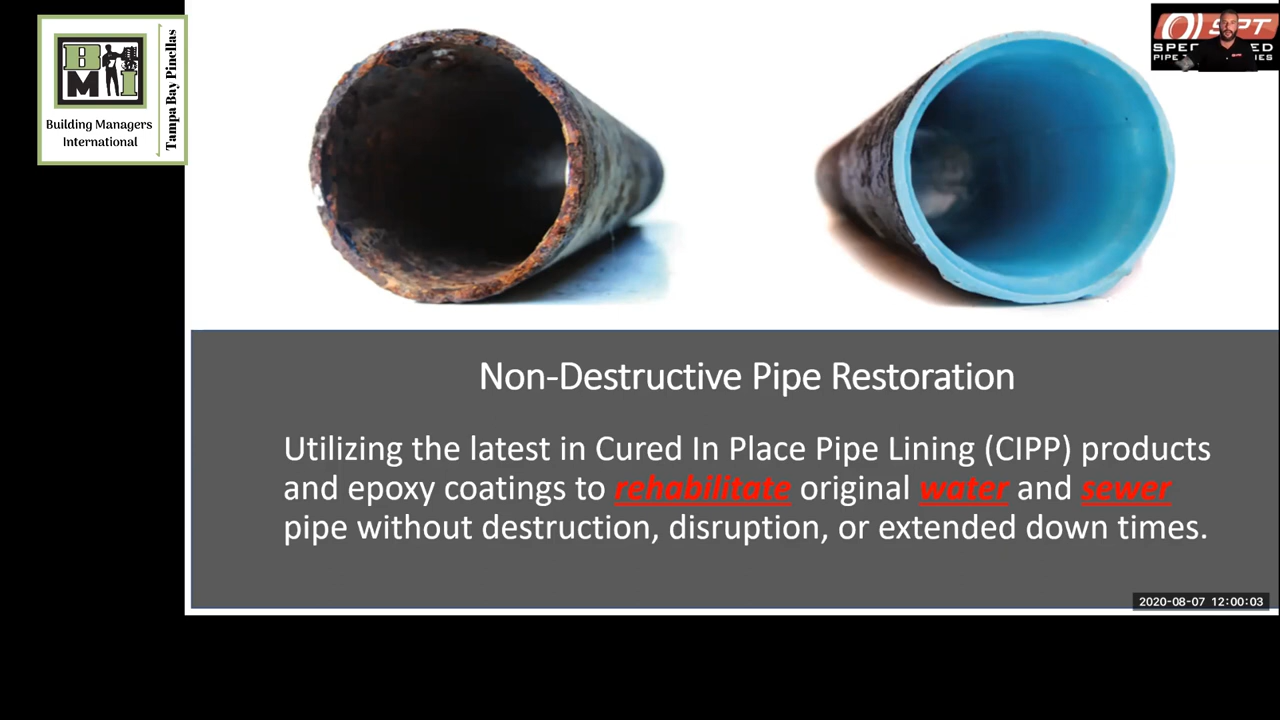 B
M I
Building Managers
International
Tampa Bay Pinellas
SPT
Non-Destructive Pipe Restoration
Utilizing the latest in Cured In Place Pipe Lining (CIPP) products
and epoxy coatings to rehabilitate original water and sewer
pipe without destruction, disruption, or extended down times.
2020-08-07 12:00:03